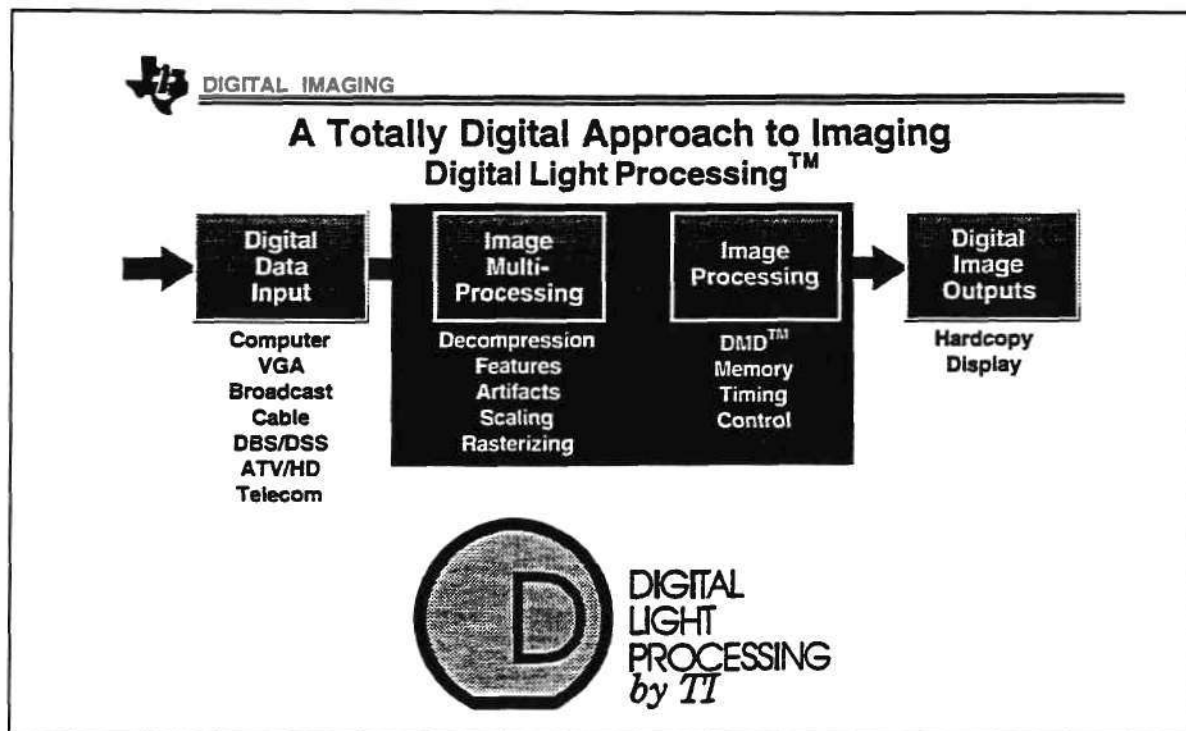 DIGITAL IMAGING
A Totally Digital Approach to Imaging
Digital Light Processing™
Digital
Data
Input
Computer
VGA
Broadcast
Cable
DBS/DSS
ATV/HD
Telecom
Image
Multi-
Processing
Decompression
Features
Artifacts
Scaling
Rasterizing
Image
Processing
DMD™
Memory
Timing
Control
Digital
Image
Outputs
Hardcopy
Display
D
DIGITAL
LIGHT
PROCESSING
by TI